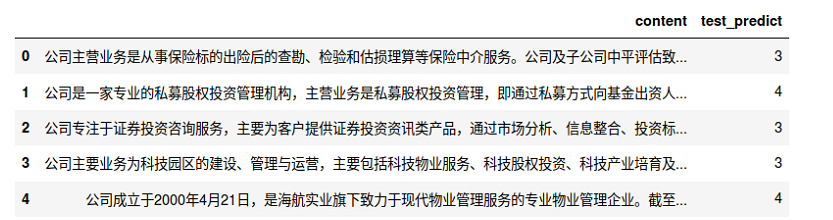 content test_predict
0 公司主营业务是从事保险标的出险后的查勘、检验和估损理算等保险中介服务。公司及子公司中平评估致... 3
1 公司是一家专业的私募股权投资管理机构，主营业务是私募股权投资管理，即通过私募方式向基金出资人... 4
2 公司专注于证券投资咨询服务，主要为客户提供证券投资资讯类产品，通过市场分析、信息整合、投资标... 3
3 公司主要业务为科技园区的建设、管理与运营，主要包括科技物业服务、科技股权投资、科技产业培育及... 3
4 公司成立于2000年4月21日，是海航实业旗下致力于现代物业管理服务的专业物业管理企业。截至... 4